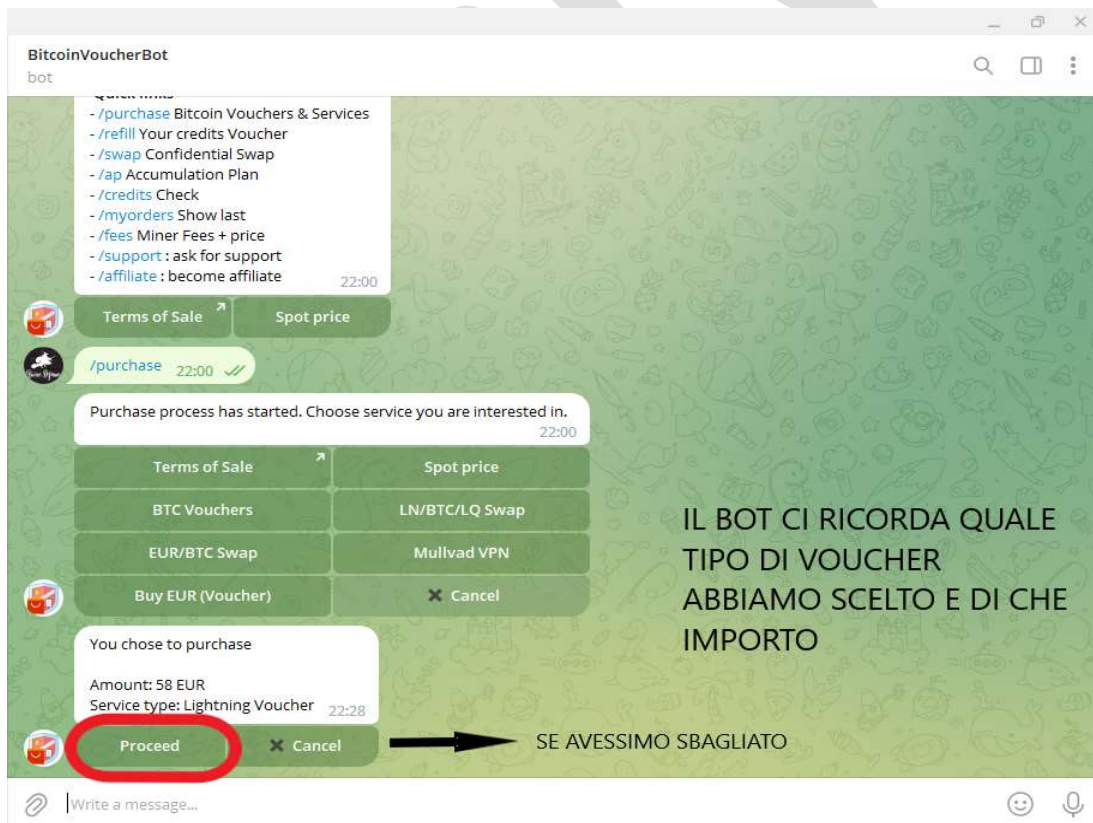 BitcoinVoucherBot
bot
Quick links
- /purchase Bitcoin Vouchers & Services
- /refill Your credits Voucher
- /swap Confidential Swap
- /ap Accumulation Plan
- /credits Check
- /myorders Show last
- /fees Miner Fees + price
- /support : ask for support
- /affiliate : become affiliate
22:00
Terms of Sale Spot price
/purchase 22:00
Purchase process has started. Choose service you are interested in.
22:00
Terms of Sale Spot price
BTC Vouchers LN/BTC/LQ Swap
EUR/BTC Swap Mullvad VPN
Buy EUR (Voucher) Cancel
IL BOT CI RICORDA QUALE
TIPO DI VOUCHER
ABBIAMO SCELTO E DI CHE
IMPORTO
You chose to purchase
Amount: 58 EUR
Service type: Lightning Voucher 22:28
Proceed Cancel
SE AVESSIMO SBAGLIATO
Write a message...